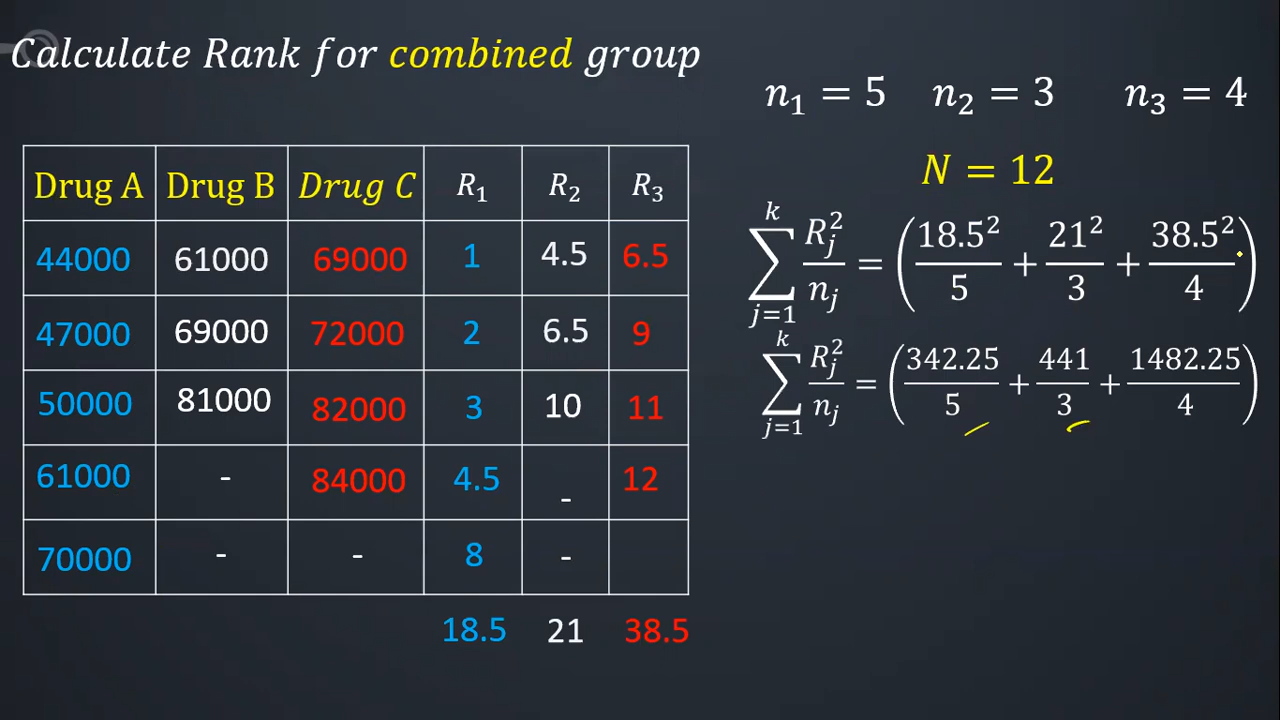 Calculate Rank for combined group
n₁ = 5 n₂ = 3 n₃ = 4
N = 12
Drug A Drug B Drug C R₁ R₂ R₃
44000 61000 69000 1 4.5 6.5
47000 69000 72000 2 6.5 9
50000 81000 82000 3 10 11
61000 - 84000 4.5 - 12
70000 - - 8 -
18.5 21 38.5
∑_{j=1}^{k} R_j²/n_j = (18.5²/5 + 21²/3 + 38.5²/4)
∑_{j=1}^{k} R_j²/n_j = (342.25/5 + 441/3 + 1482.25/4)